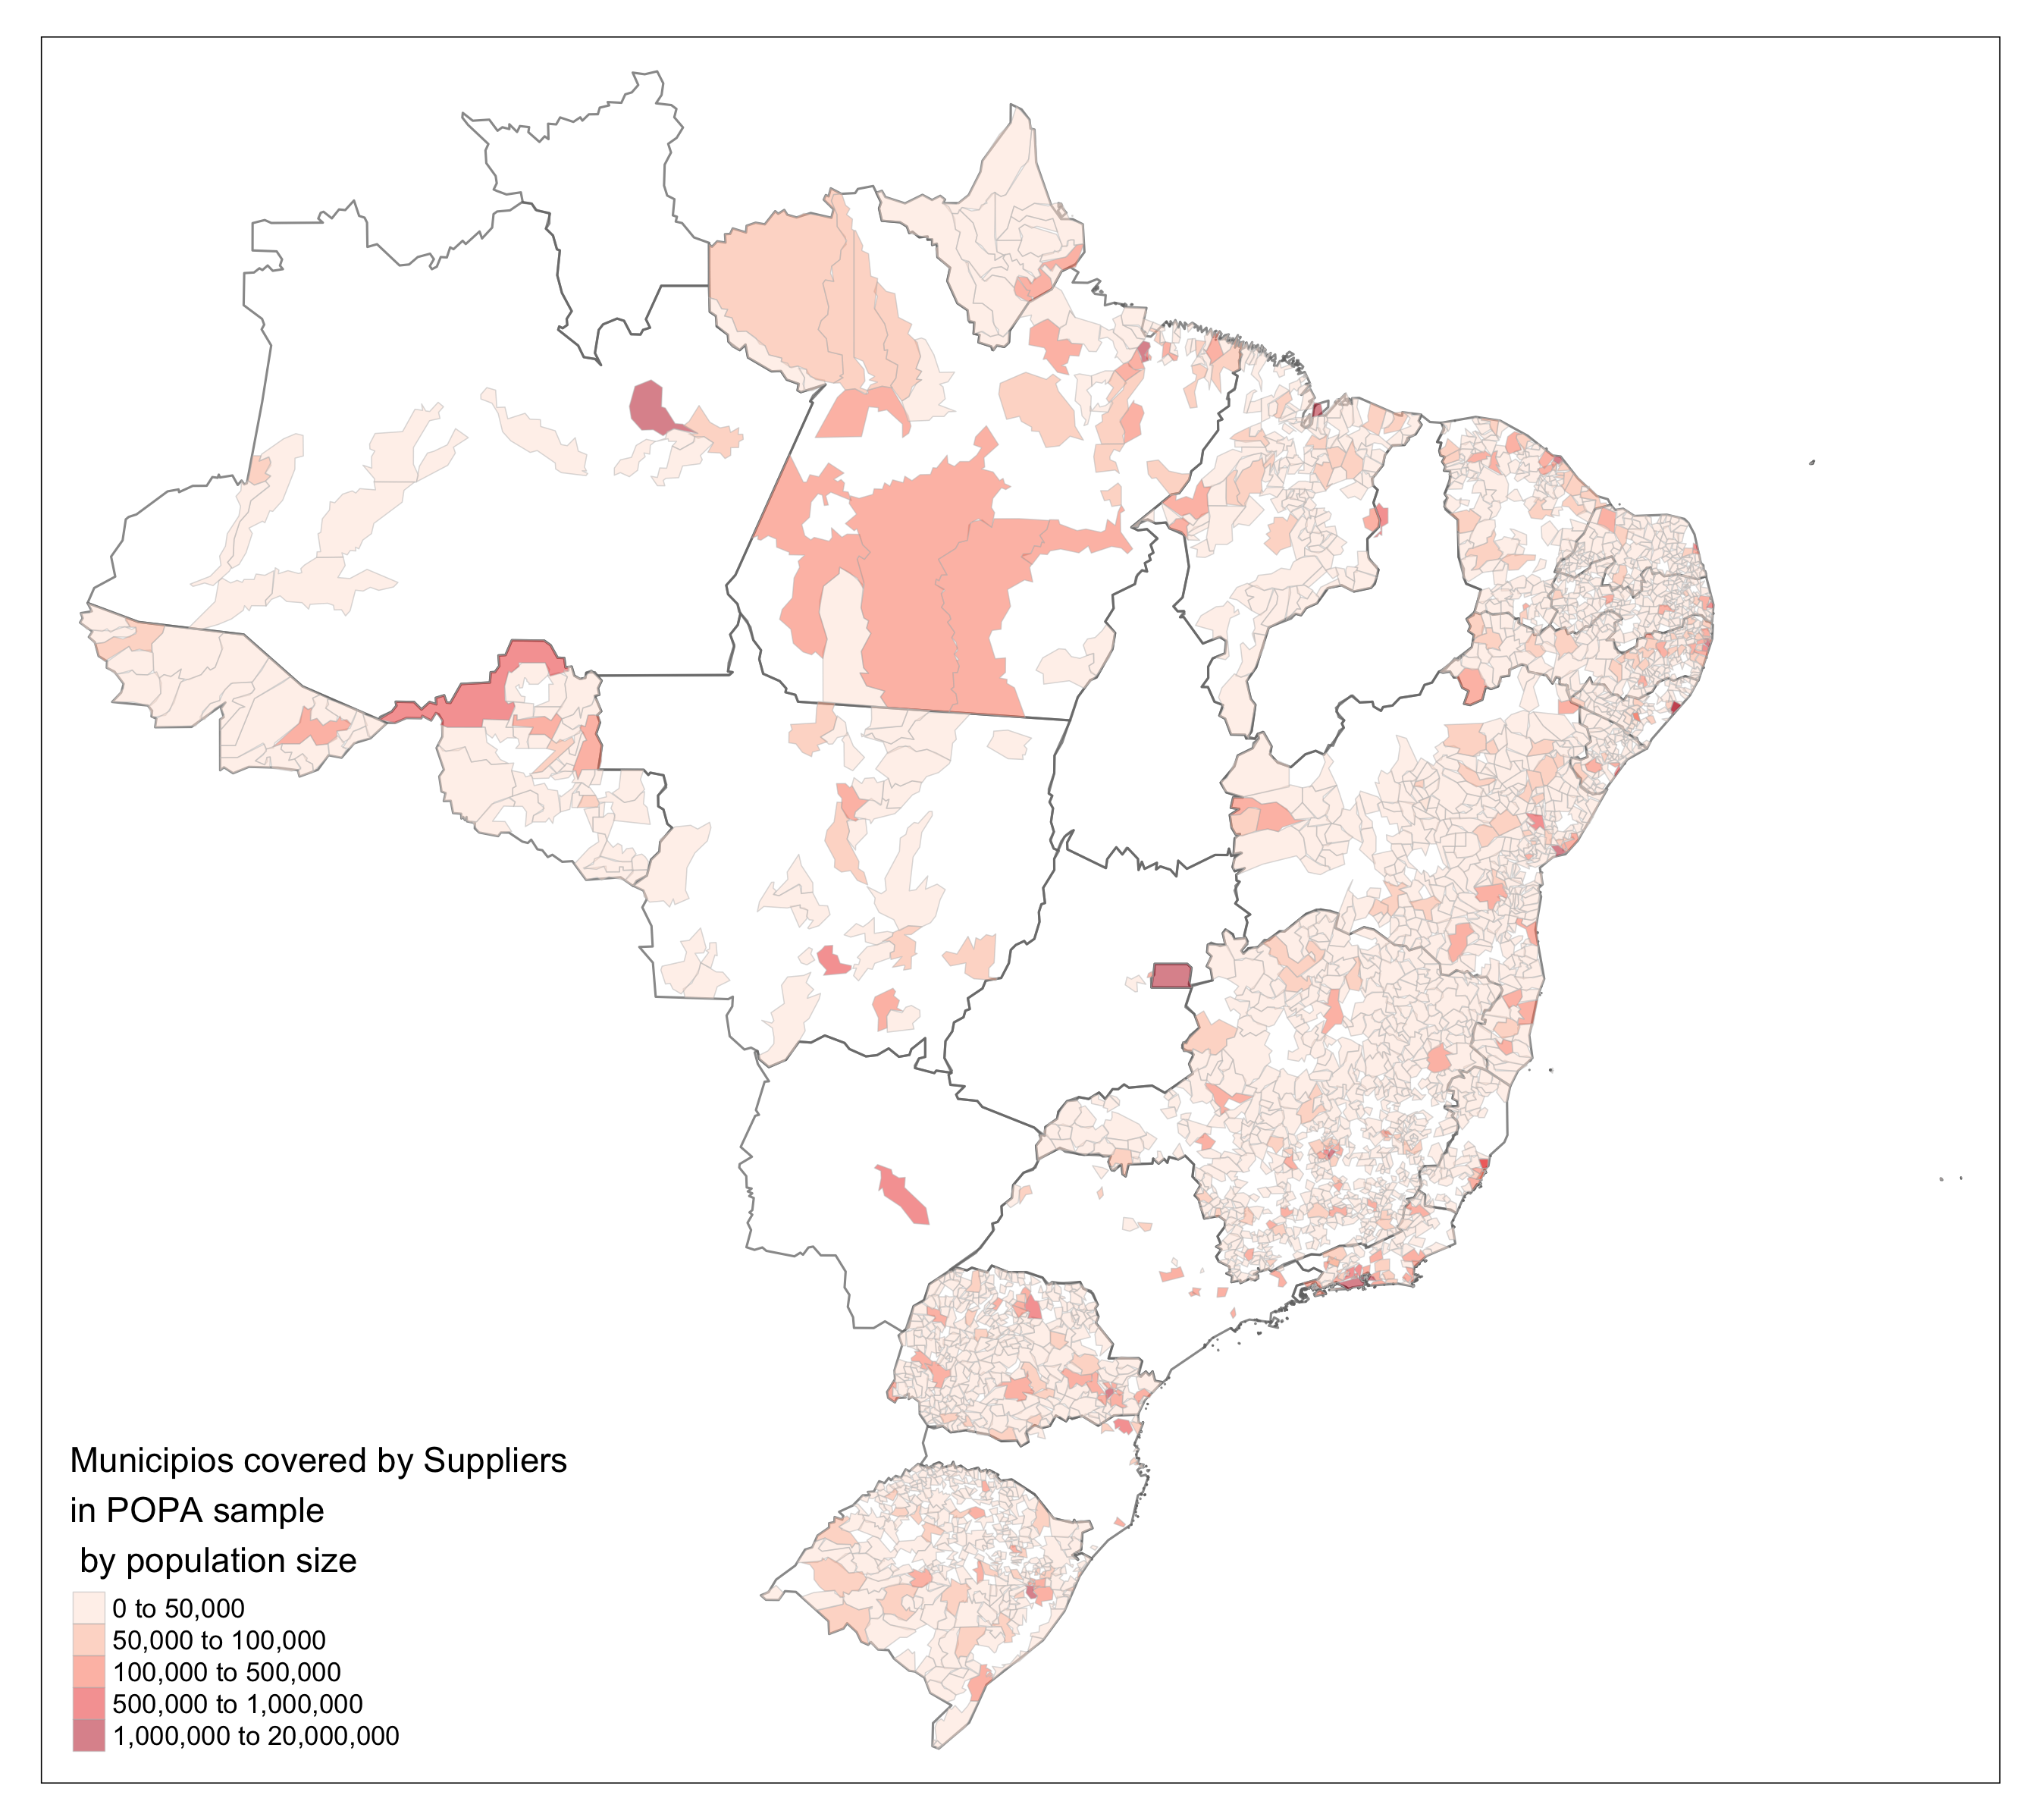 Municipios covered by Suppliers
in POPA sample
by population size
0 to 50,000
50,000 to 100,000
100,000 to 500,000
500,000 to 1,000,000
1,000,000 to 20,000,000